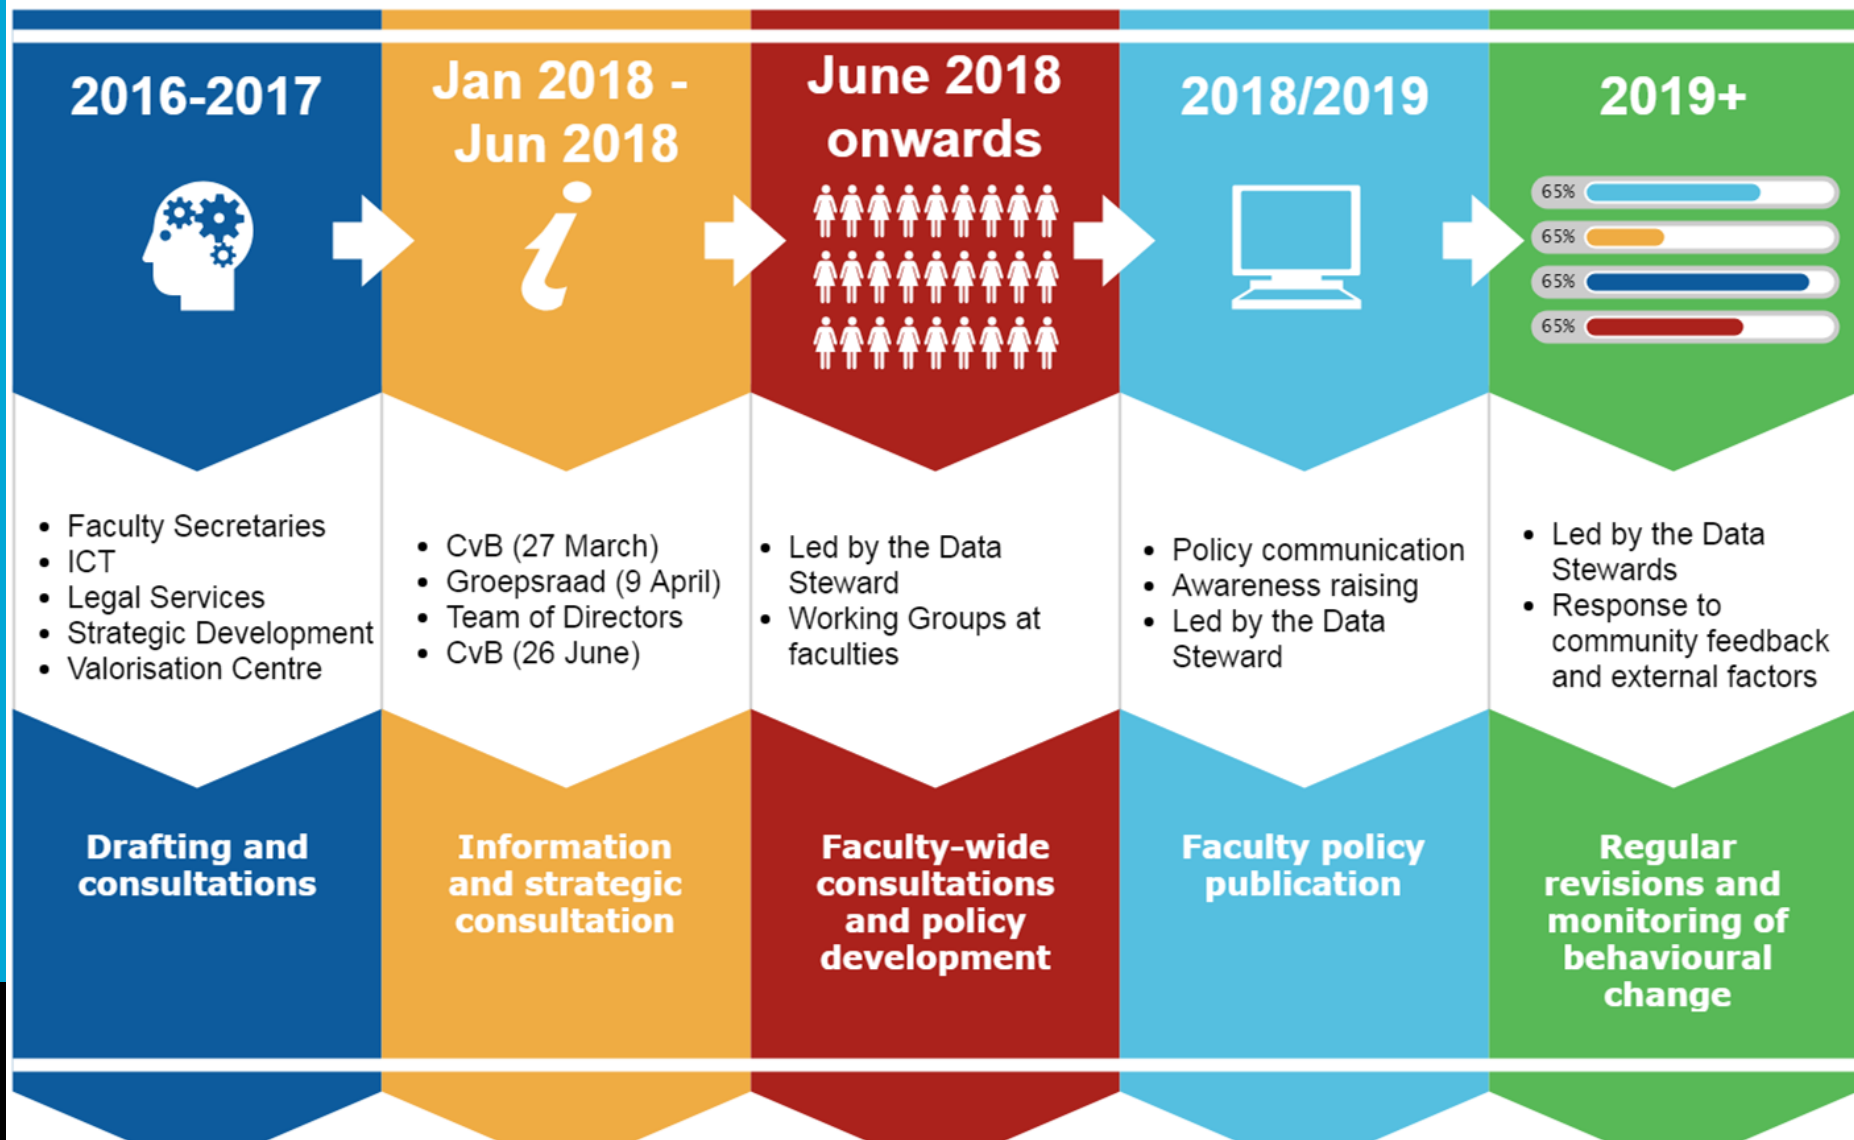 2016-2017
Jan 2018 -
Jun 2018
June 2018
onwards
2018/2019
2019+
65%
65%
65%
65%
• Faculty Secretaries
• ICT
• Legal Services
• Strategic Development
• Valorisation Centre
• CvB (27 March)
• Groepsraad (9 April)
• Team of Directors
• CvB (26 June)
• Led by the Data
Steward
• Working Groups at
faculties
• Policy communication
• Awareness raising
• Led by the Data
Steward
• Led by the Data
Stewards
• Response to
community feedback
and external factors
Drafting and
consultations
Information
and strategic
consultation
Faculty-wide
consultations
and policy
development
Faculty policy
publication
Regular
revisions and
monitoring of
behavioural
change